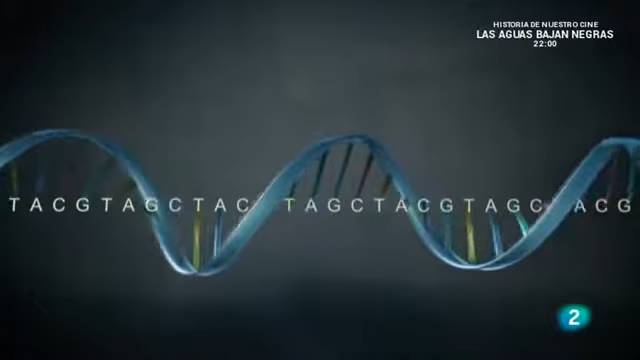 HISTORIA DE NUESTRO CINE
LAS AGUAS BAJAN NEGRAS
22:00
TACGTAGCTAC TAGCTACGTAGC ACG
2